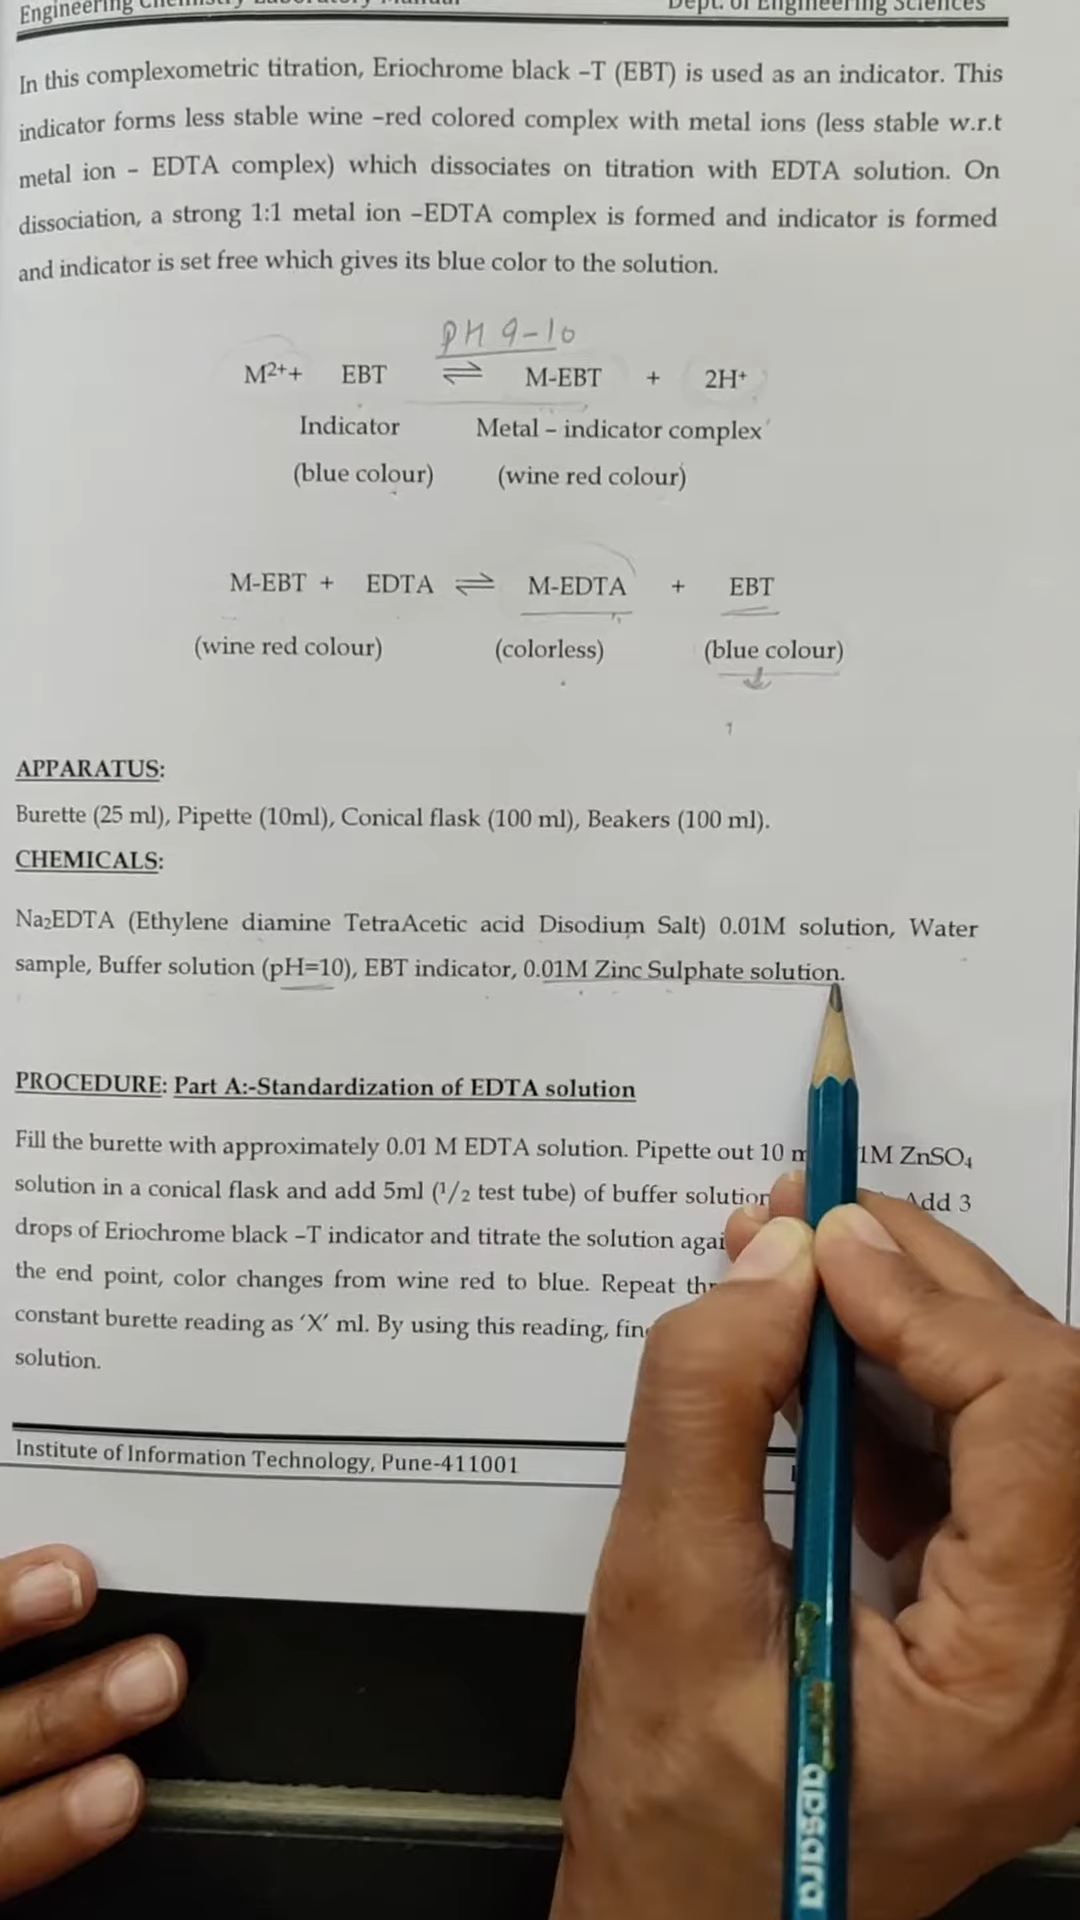 Engineering Chemistry Laboratory Manual Dept. of Engineering Sciences
In this complexometric titration, Eriochrome black –T (EBT) is used as an indicator. This
indicator forms less stable wine –red colored complex with metal ions (less stable w.r.t
metal ion – EDTA complex) which dissociates on titration with EDTA solution. On
dissociation, a strong 1:1 metal ion –EDTA complex is formed and indicator is formed
and indicator is set free which gives its blue color to the solution.
PH 9-10
M²⁺+ EBT ⇌ M-EBT + 2H⁺
Indicator Metal – indicator complex
(blue colour) (wine red colour)
M-EBT + EDTA ⇌ M-EDTA + EBT
(wine red colour) (colorless) (blue colour)
APPARATUS:
Burette (25 ml), Pipette (10ml), Conical flask (100 ml), Beakers (100 ml).
CHEMICALS:
Na₂EDTA (Ethylene diamine TetraAcetic acid Disodium Salt) 0.01M solution, Water
sample, Buffer solution (pH=10), EBT indicator, 0.01M Zinc Sulphate solution.
PROCEDURE: Part A:-Standardization of EDTA solution
Fill the burette with approximately 0.01 M EDTA solution. Pipette out 10 1M ZnSO₄
solution in a conical flask and add 5ml (¹/₂ test tube) of buffer solution Add 3
drops of Eriochrome black –T indicator and titrate the solution
the end point, color changes from wine red to blue. Repeat
constant burette reading as ‘X’ ml. By using this reading,
solution.
Institute of Information Technology, Pune-411001
apsara